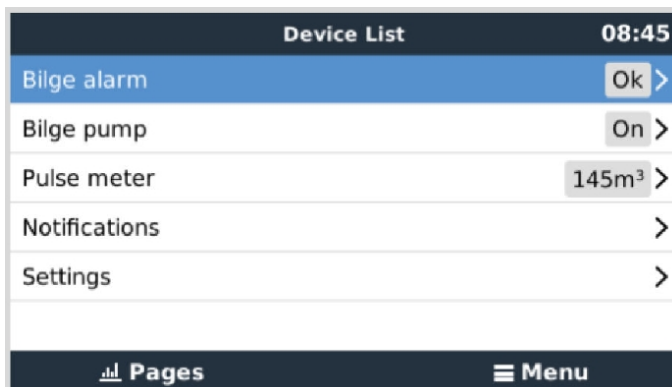 Device List 08:45
Bilge alarm Ok
Bilge pump On
Pulse meter 145m³
Notifications
Settings
Pages Menu